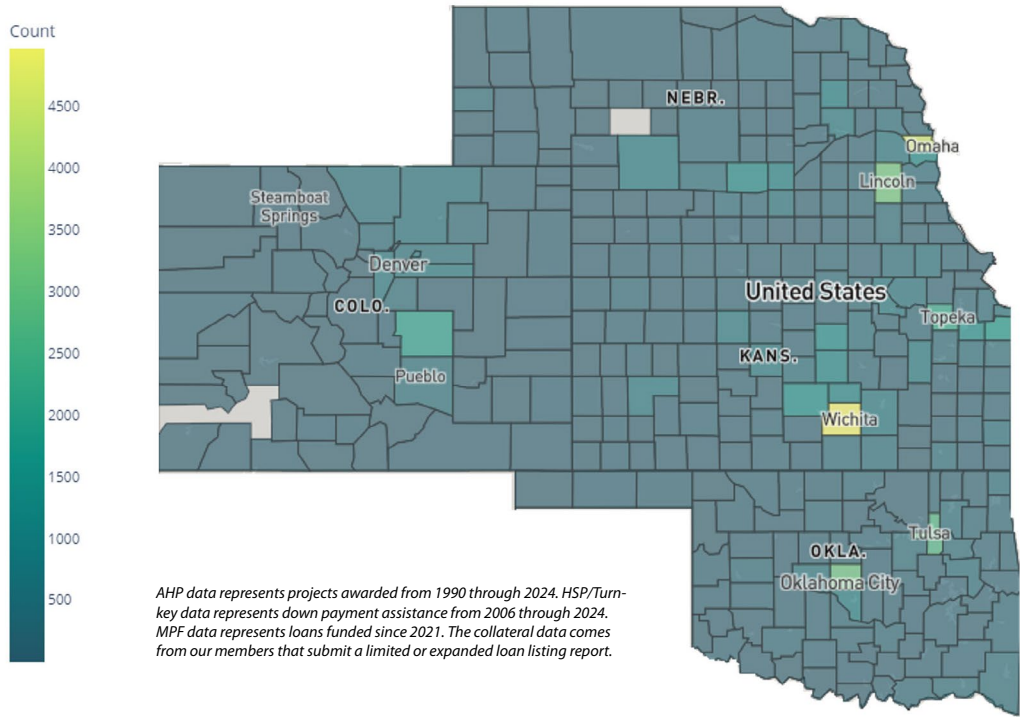 Count
4500
4000
3500
3000
2500
2000
1500
1000
500
NEBR.
Omaha
Lincoln
Steamboat
Springs
Denver
United States
COLO.
Topeka
KANS.
Pueblo
Wichita
Tulsa
OKLA.
Oklahoma City
AHP data represents projects awarded from 1990 through 2024. HSP/Turn-
key data represents down payment assistance from 2006 through 2024.
MPF data represents loans funded since 2021. The collateral data comes
from our members that submit a limited or expanded loan listing report.